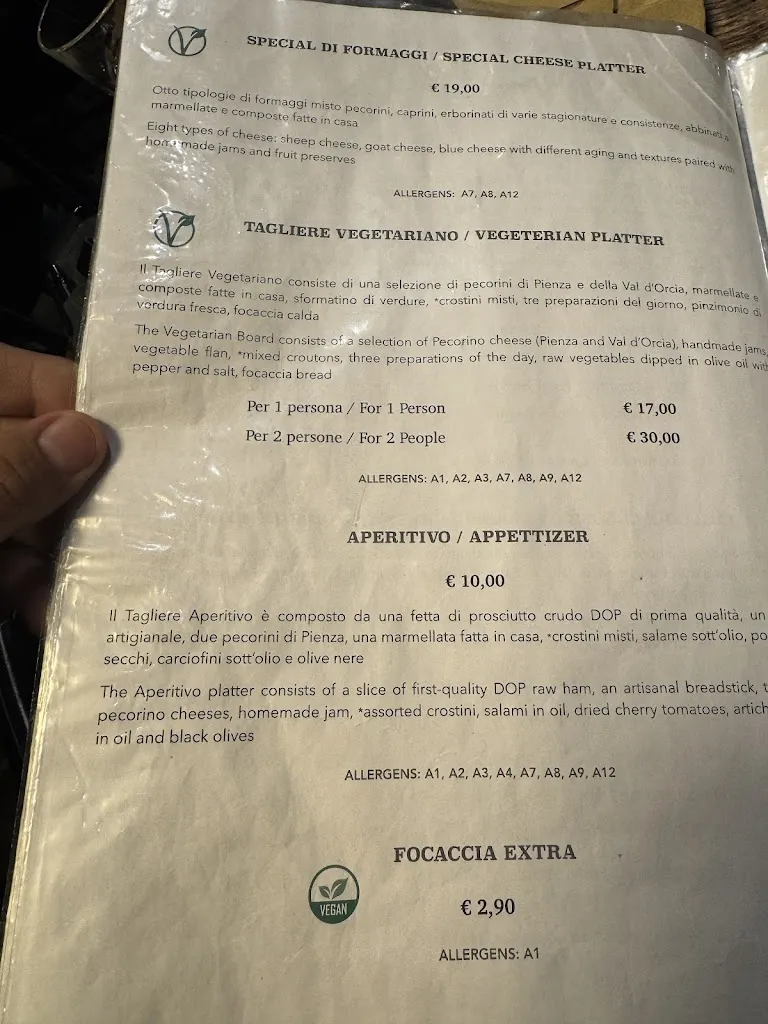 V
SPECIAL DI FORMAGGI / SPECIAL CHEESE PLATTER
€ 19,00
Otto tipologie di formaggi misto pecorini, caprini, erborinati di varie stagionature e consistenze, abbinati a
marmellate e composte fatte in casa
Eight types of cheese: sheep cheese, goat cheese, blue cheese with different aging and textures paired with
homemade jams and fruit preserves
ALLERGENS: A7, A8, A12
V
TAGLIERE VEGETARIANO / VEGETERIAN PLATTER
Il Tagliere Vegetariano consiste di una selezione di pecorini di Pienza e della Val d'Orcia, marmellate e
composte fatte in casa, sformatino di verdure, *crostini misti, tre preparazioni del giorno, pinzimonio di
verdura fresca, focaccia calda
The Vegetarian Board consists of a selection of Pecorino cheese (Pienza and Val d'Orcia), handmade jams,
vegetable flan, *mixed croutons, three preparations of the day, raw vegetables dipped in olive oil with
pepper and salt, focaccia bread
Per 1 persona / For 1 Person € 17,00
Per 2 persone / For 2 People € 30,00
ALLERGENS: A1, A2, A3, A7, A8, A9, A12
APERITIVO / APPETTIZER
€ 10,00
Il Tagliere Aperitivo è composto da una fetta di prosciutto crudo DOP di prima qualità, un
artigianale, due pecorini di Pienza, una marmellata fatta in casa, *crostini misti, salame sott'olio, po
secchi, carciofini sott'olio e olive nere
The Aperitivo platter consists of a slice of first-quality DOP raw ham, an artisanal breadstick, t
pecorino cheeses, homemade jam, *assorted crostini, salami in oil, dried cherry tomatoes, artich
in oil and black olives
ALLERGENS: A1, A2, A3, A4, A7, A8, A9, A12
FOCACCIA EXTRA
VEGAN
€ 2,90
ALLERGENS: A1